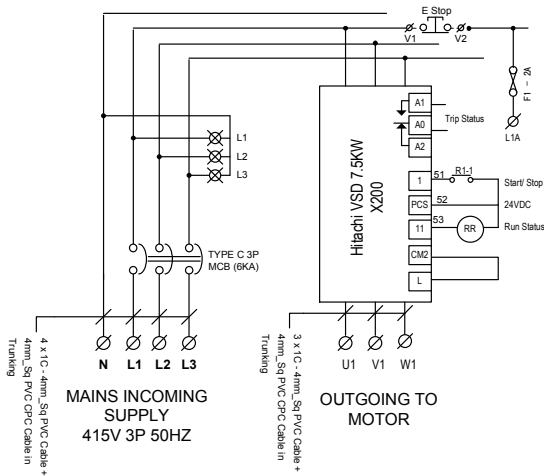 E Stop
V1
V2
F1 - 2A
L1A
A1
A0
A2
Trip Status
L1
L2
L3
Hitachi VSD 7.5KW
X200
1
51
R1-1
Start/ Stop
PCS
52
24VDC
11
53
RR
Run Status
CM2
L
TYPE C 3P
MCB (6KA)
4 x 1C - 4mm_Sq PVC Cable +
4mm_Sq PVC CPC Cable in
Trunking
3 x 1C - 4mm_Sq PVC Cable +
4mm_Sq PVC CPC Cable in
Trunking
N
L1
L2
L3
U1
V1
W1
MAINS INCOMING
SUPPLY
415V 3P 50HZ
OUTGOING TO
MOTOR